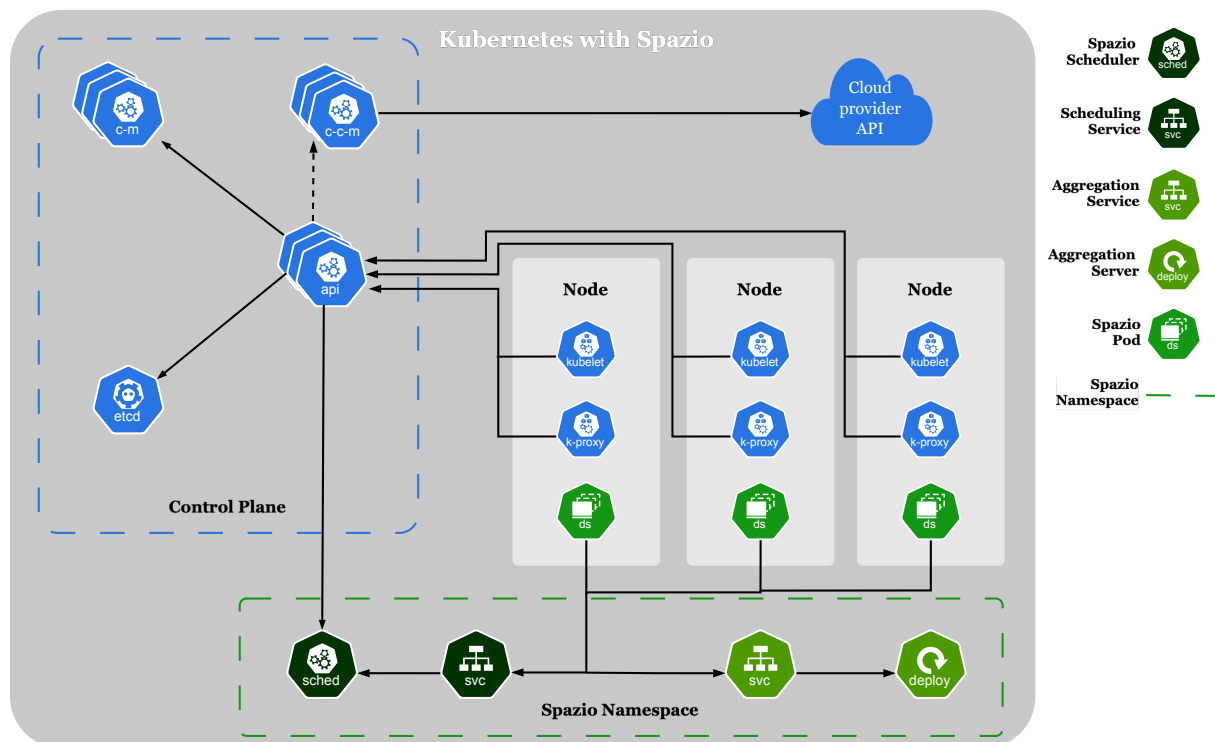 Kubernetes with Spazio
c-m
c-c-m
Cloud
provider
API
api
etcd
Control Plane
Node
kubelet
k-proxy
ds
Node
kubelet
k-proxy
ds
Node
kubelet
k-proxy
ds
sched
svc
svc
deploy
Spazio Namespace
Spazio
Scheduler
sched
Scheduling
Service
svc
Aggregation
Service
svc
Aggregation
Server
deploy
Spazio
Pod
ds
Spazio
Namespace